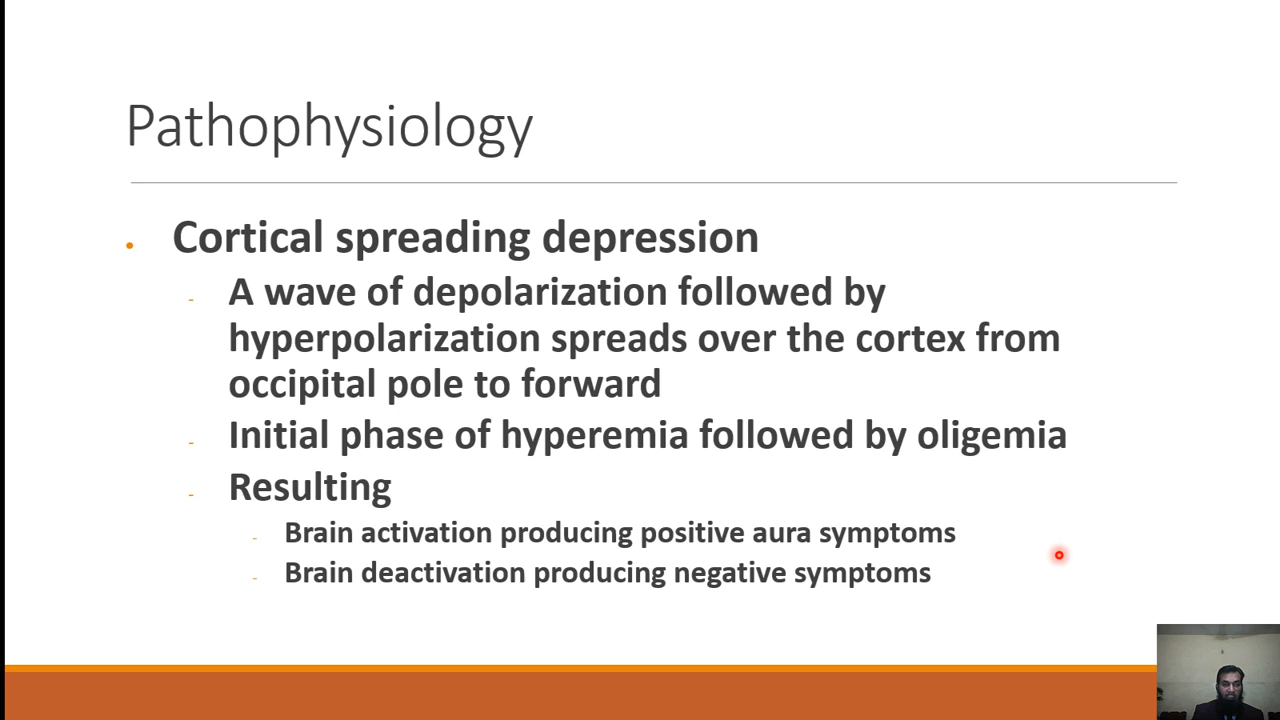 Pathophysiology
• Cortical spreading depression
- A wave of depolarization followed by
hyperpolarization spreads over the cortex from
occipital pole to forward
- Initial phase of hyperemia followed by oligemia
- Resulting
- Brain activation producing positive aura symptoms
- Brain deactivation producing negative symptoms